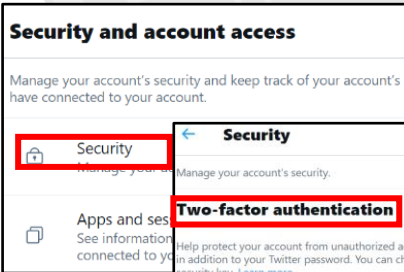 Security and account access
Manage your account's security and keep track of your account's
have connected to your account.
Security
Manage your
Apps and ses
See information
connected to yo
Security
Manage your account's security.
Two-factor authentication
Help protect your account from unauthorized a
in addition to your Twitter password. You can ch
security key. Learn more